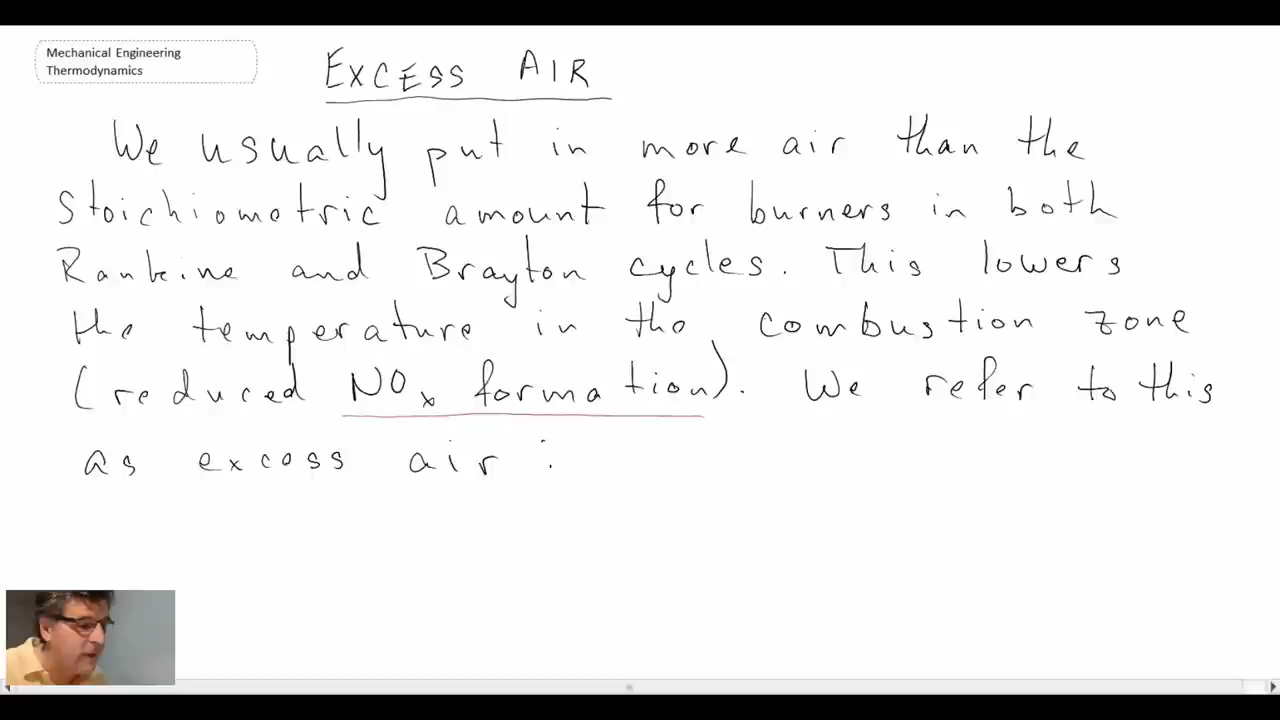 Mechanical Engineering
Thermodynamics
EXCESS AIR
We usually put in more air than the
stoichiometric amount for burners in both
Rankine and Brayton cycles. This lowers
the temperature in the combustion zone
(reduced NOx formation). We refer to this
as excess air :